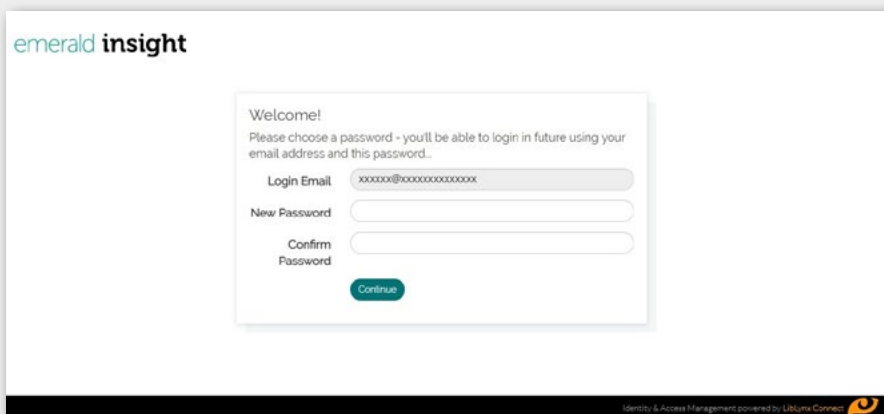 emerald insight
Welcome!
Please choose a password - you'll be able to login in future using your
email address and this password...
Login Email
xxxxxx@xxxxxxxxxxxxxx
New Password
Confirm
Password
Continue
Identity & Access Management powered by LibLynx Connect